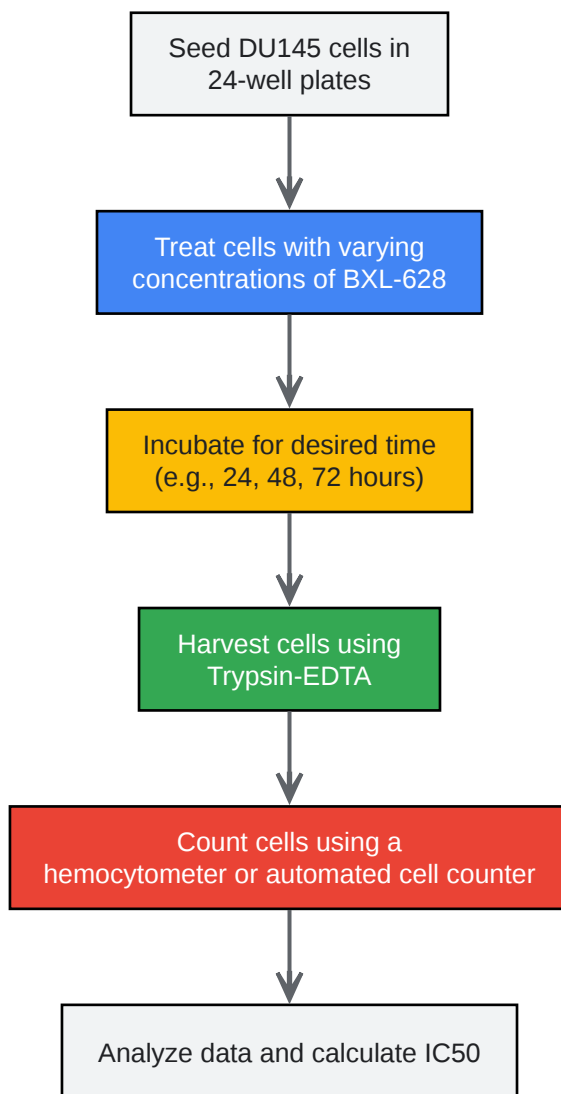 Seed DU145 cells in
24-well plates
Treat cells with varying
concentrations of BXL-628
Incubate for desired time
(e.g., 24, 48, 72 hours)
Harvest cells using
Trypsin-EDTA
Count cells using a
hemocytometer or automated cell counter
Analyze data and calculate IC50